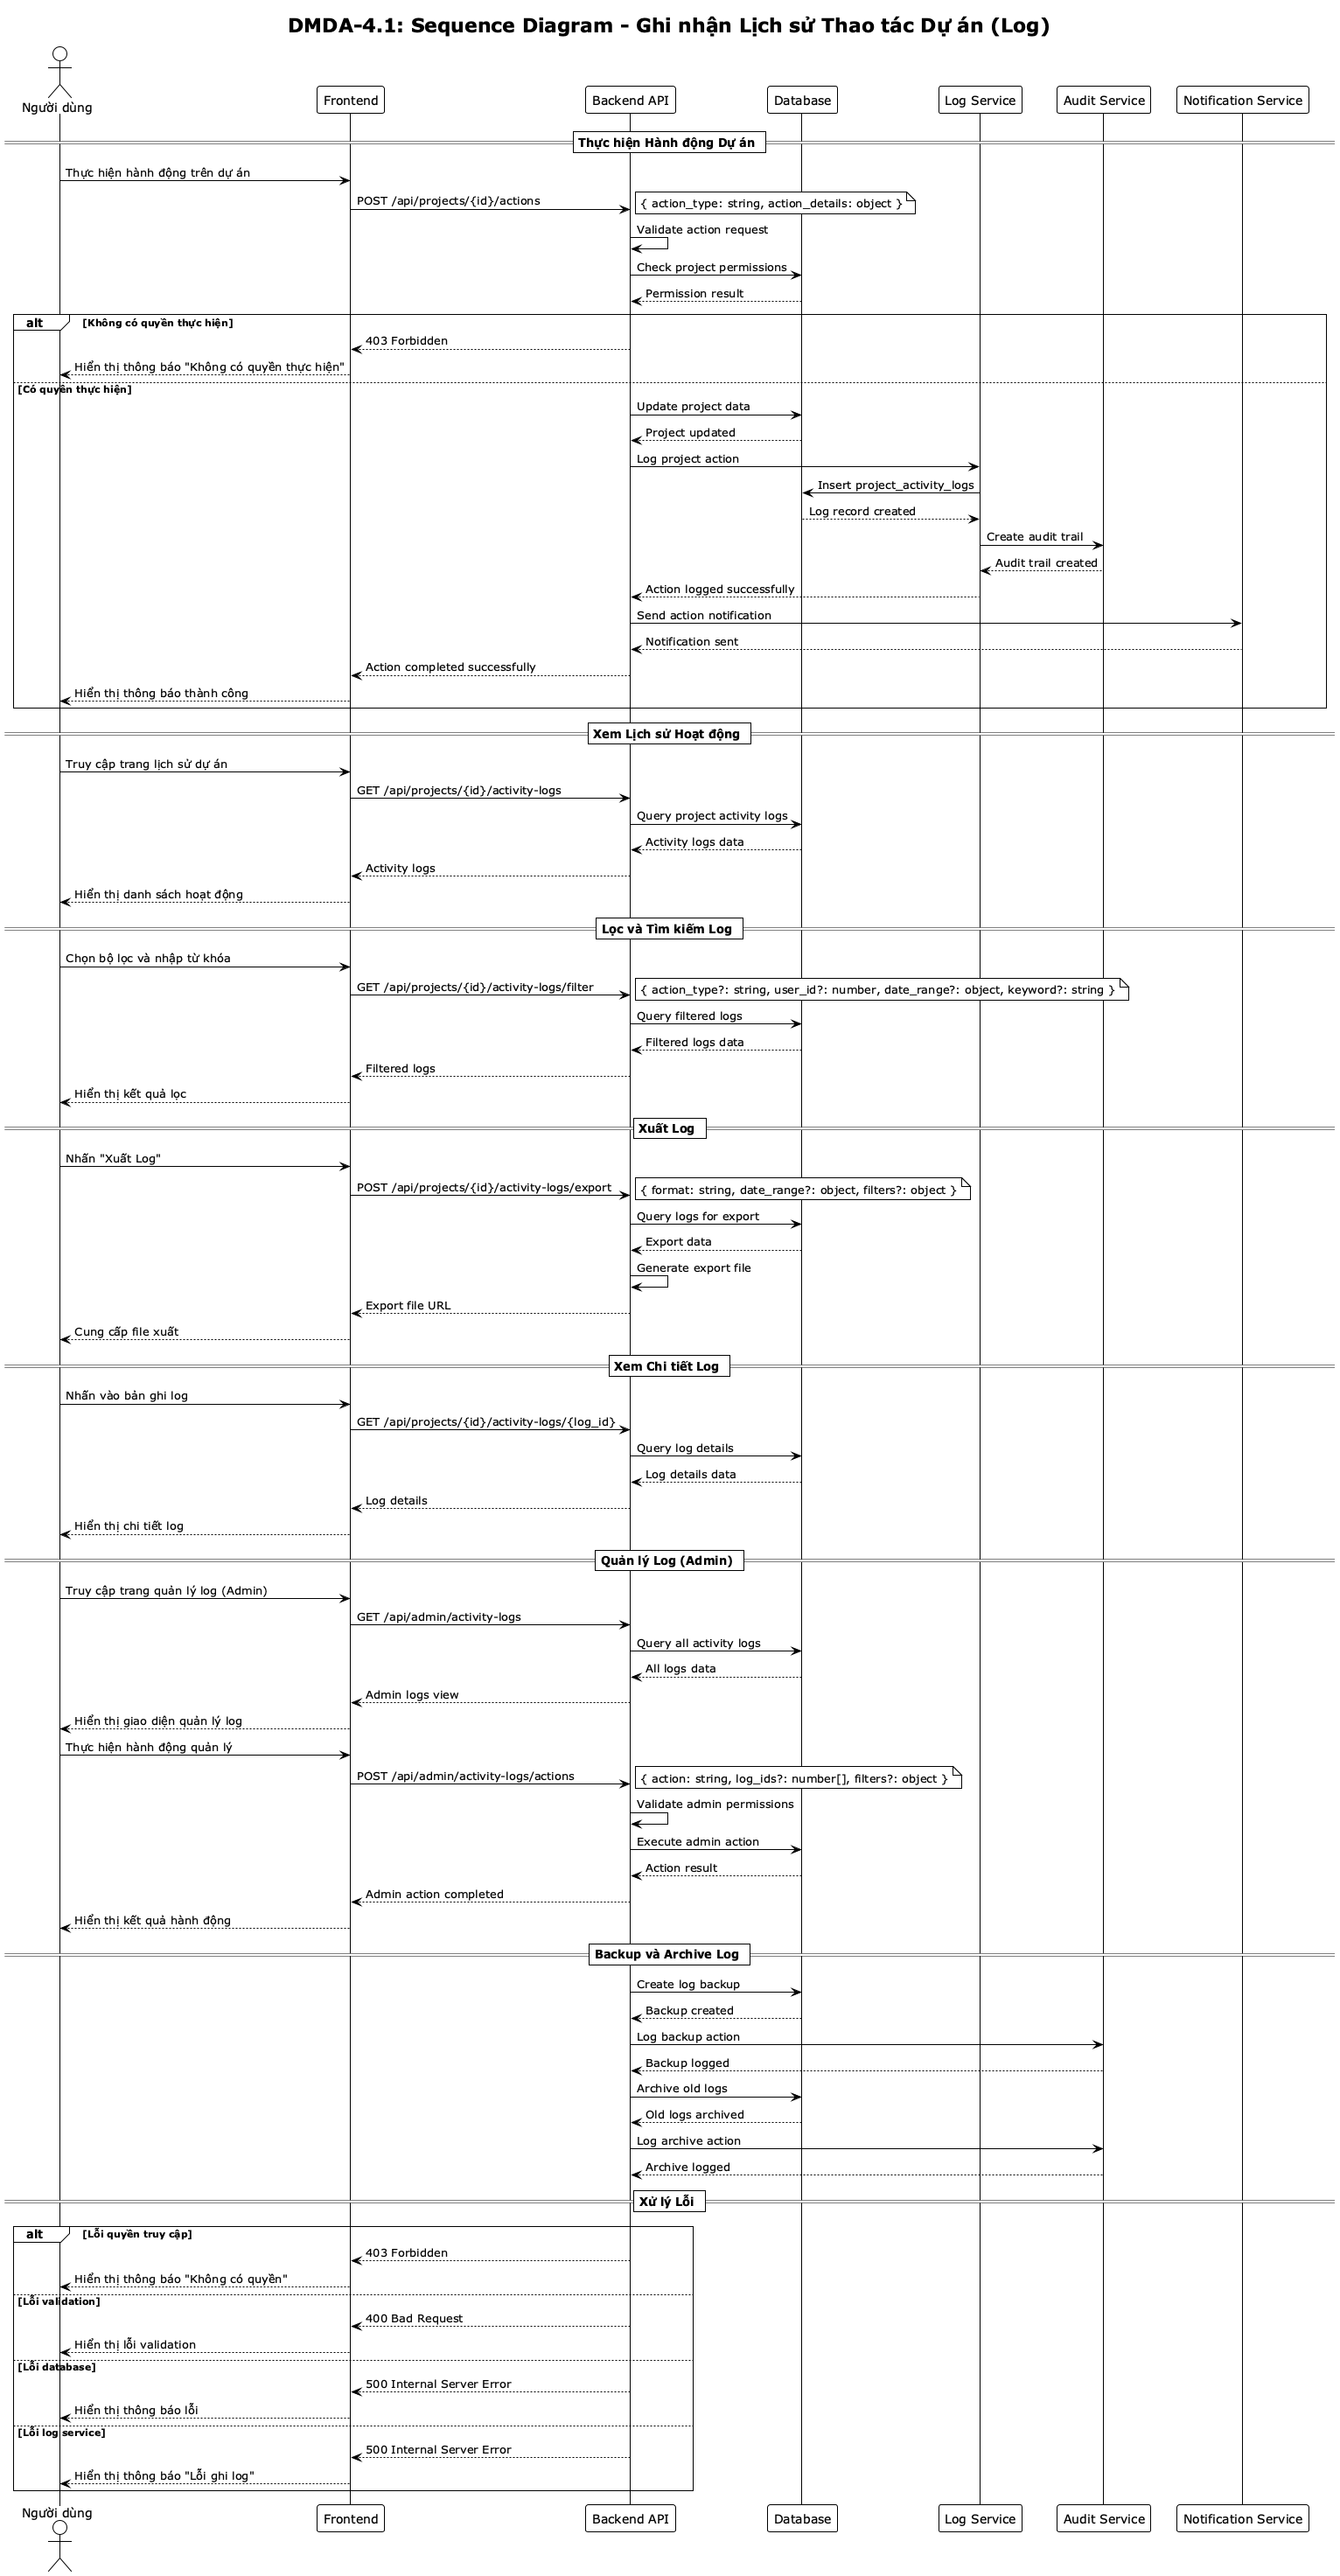 DMDA-4.1: Sequence Diagram - Ghi nhận Lịch sử Thao tác Dự án (Log)
Người dùng
Frontend
Backend API
Database
Log Service
Audit Service
Notification Service
Thực hiện Hành động Dự án
Thực hiện hành động trên dự án
POST /api/projects/{id}/actions
{ action_type: string, action_details: object }
Validate action request
Check project permissions
Permission result
alt
[Không có quyền thực hiện]
403 Forbidden
Hiển thị thông báo "Không có quyền thực hiện"
[Có quyền thực hiện]
Update project data
Project updated
Log project action
Insert project_activity_logs
Log record created
Create audit trail
Audit trail created
Action logged successfully
Send action notification
Notification sent
Action completed successfully
Hiển thị thông báo thành công
Xem Lịch sử Hoạt động
Truy cập trang lịch sử dự án
GET /api/projects/{id}/activity-logs
Query project activity logs
Activity logs data
Activity logs
Hiển thị danh sách hoạt động
Lọc và Tìm kiếm Log
Chọn bộ lọc và nhập từ khóa
GET /api/projects/{id}/activity-logs/filter
{ action_type?: string, user_id?: number, date_range?: object, keyword?: string }
Query filtered logs
Filtered logs data
Filtered logs
Hiển thị kết quả lọc
Xuất Log
Nhấn "Xuất Log"
POST /api/projects/{id}/activity-logs/export
{ format: string, date_range?: object, filters?: object }
Query logs for export
Export data
Generate export file
Export file URL
Cung cấp file xuất
Xem Chi tiết Log
Nhấn vào bản ghi log
GET /api/projects/{id}/activity-logs/{log_id}
Query log details
Log details data
Log details
Hiển thị chi tiết log
Quản lý Log (Admin)
Truy cập trang quản lý log (Admin)
GET /api/admin/activity-logs
Query all activity logs
All logs data
Admin logs view
Hiển thị giao diện quản lý log
Thực hiện hành động quản lý
POST /api/admin/activity-logs/actions
{ action: string, log_ids?: number[], filters?: object }
Validate admin permissions
Execute admin action
Action result
Admin action completed
Hiển thị kết quả hành động
Backup và Archive Log
Create log backup
Backup created
Log backup action
Backup logged
Archive old logs
Old logs archived
Log archive action
Archive logged
Xử lý Lỗi
alt
[Lỗi quyền truy cập]
403 Forbidden
Hiển thị thông báo "Không có quyền"
[Lỗi validation]
400 Bad Request
Hiển thị lỗi validation
[Lỗi database]
500 Internal Server Error
Hiển thị thông báo lỗi
[Lỗi log service]
500 Internal Server Error
Hiển thị thông báo "Lỗi ghi log"
Người dùng
Frontend
Backend API
Database
Log Service
Audit Service
Notification Service